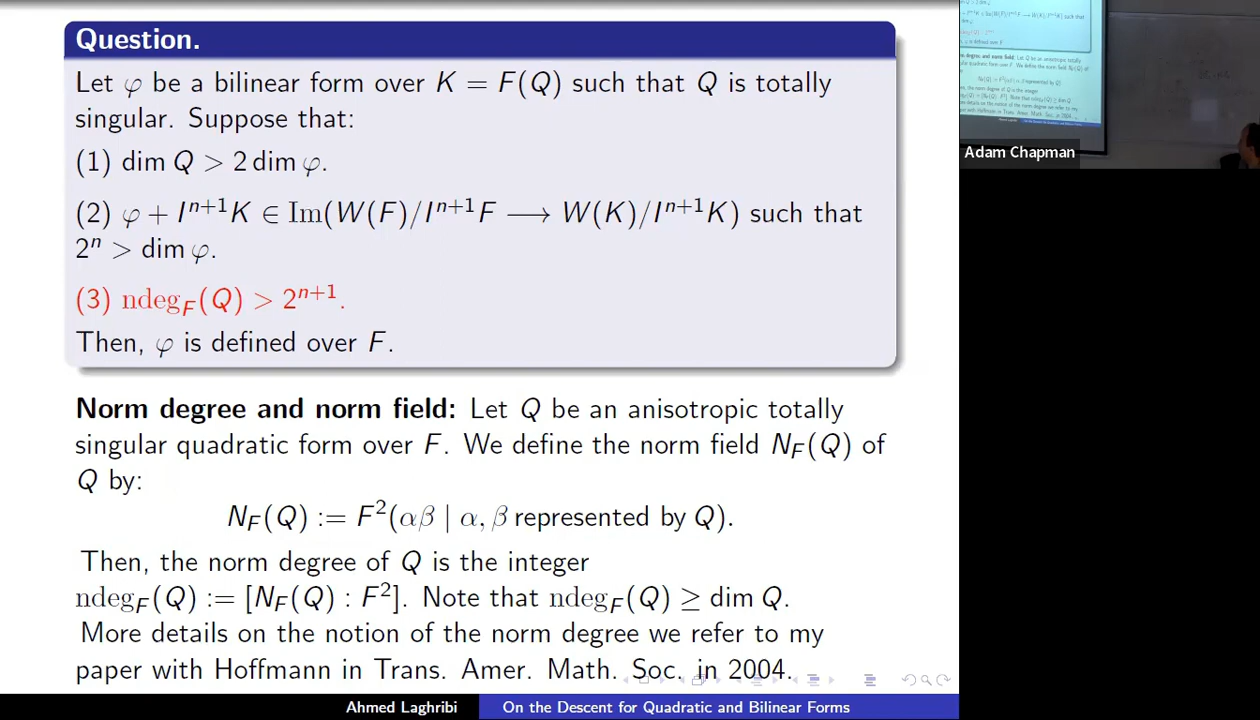 Question.
Let φ be a bilinear form over K = F(Q) such that Q is totally
singular. Suppose that:
(1) dim Q > 2 dim φ.
(2) φ + I^{n+1}K ∈ Im(W(F)/I^{n+1}F ⟶ W(K)/I^{n+1}K) such that
2^n > dim φ.
(3) ndeg_F(Q) > 2^{n+1}.
Then, φ is defined over F.
Norm degree and norm field: Let Q be an anisotropic totally
singular quadratic form over F. We define the norm field N_F(Q) of
Q by:
N_F(Q) := F^2(αβ | α, β represented by Q).
Then, the norm degree of Q is the integer
ndeg_F(Q) := [N_F(Q) : F^2]. Note that ndeg_F(Q) ≥ dim Q.
More details on the notion of the norm degree we refer to my
paper with Hoffmann in Trans. Amer. Math. Soc. in 2004.
Ahmed Laghribi On the Descent for Quadratic and Bilinear Forms
Adam Chapman